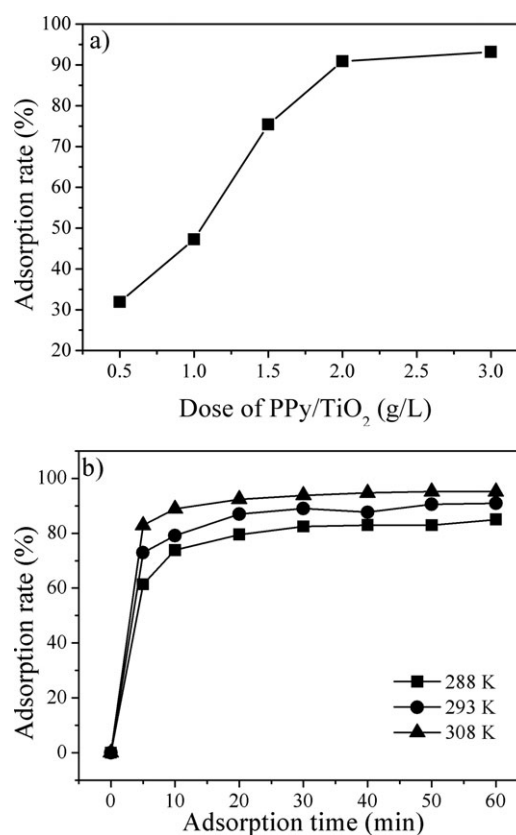 a)
100
90
80
70
60
50
40
30
20
0.5 1.0 1.5 2.0 2.5 3.0
Adsorption rate (%)
Dose of PPy/TiO₂ (g/L)
b)
100
80
60
40
20
0
0 10 20 30 40 50 60
Adsorption rate (%)
288 K
293 K
308 K
Adsorption time (min)